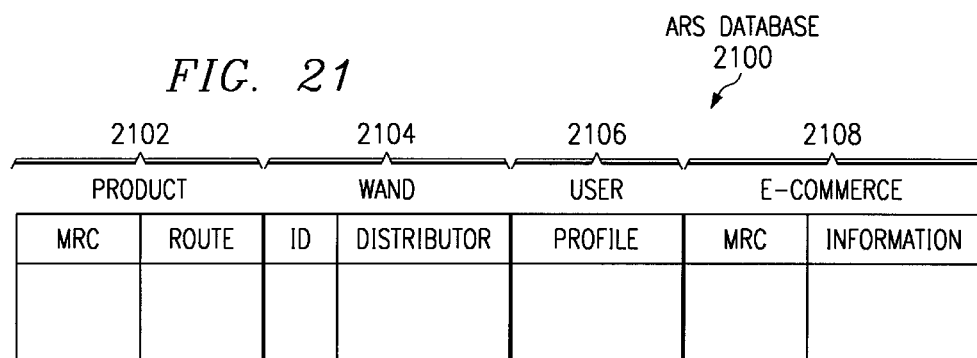 ARS DATABASE
2100
FIG. 21
2102 2104 2106 2108
PRODUCT WAND USER E-COMMERCE
MRC ROUTE ID DISTRIBUTOR PROFILE MRC INFORMATION